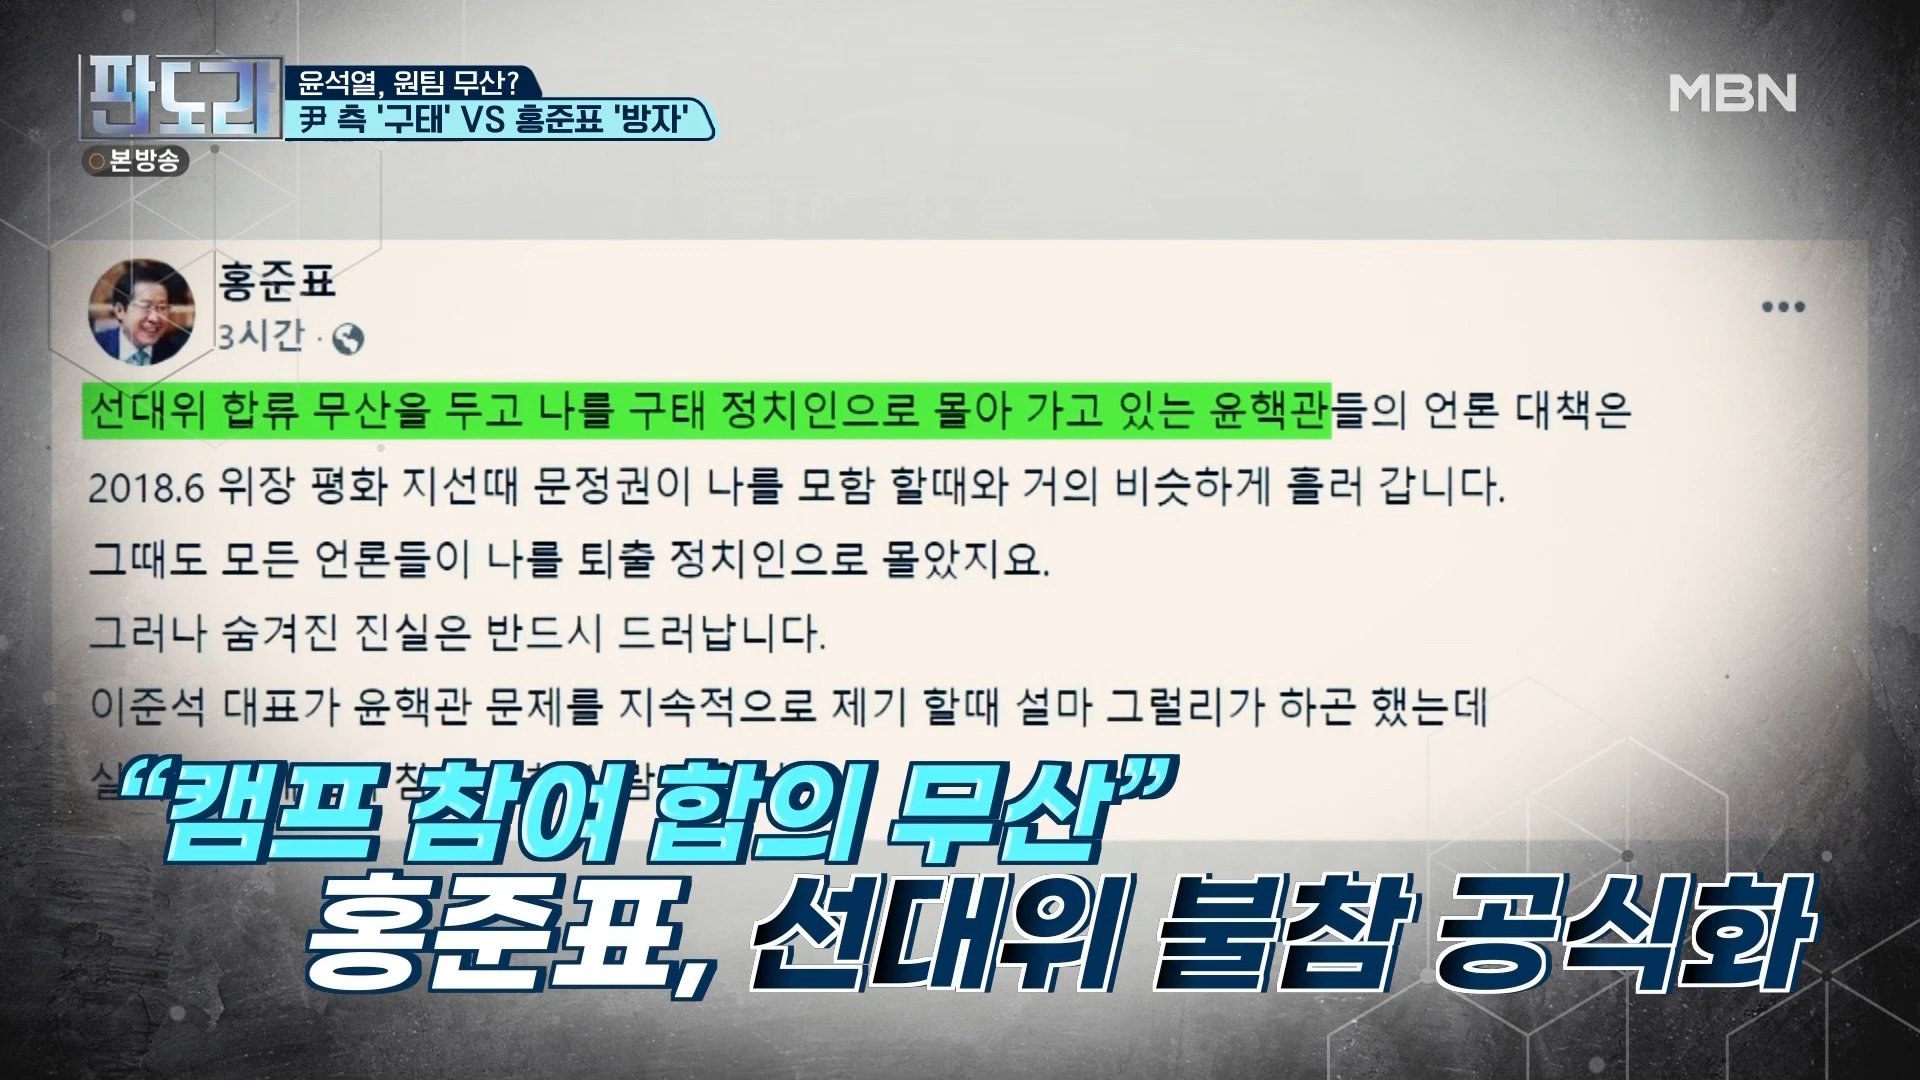 판도라
윤석열, 원팀 무산?
尹 측 '구태' VS 홍준표 '방자'
MBN
본방송
홍준표
3시간 ·
선대위 합류 무산을 두고 나를 구태 정치인으로 몰아 가고 있는 윤핵관들의 언론 대책은
2018.6 위장 평화 지선때 문정권이 나를 모함 할때와 거의 비슷하게 흘러 갑니다.
그때도 모든 언론들이 나를 퇴출 정치인으로 몰았지요.
그러나 숨겨진 진실은 반드시 드러납니다.
이준석 대표가 윤핵관 문제를 지속적으로 제기 할때 설마 그럴리가 하곤 했는데
“캠프 참여 합의 무산”
홍준표, 선대위 불참 공식화